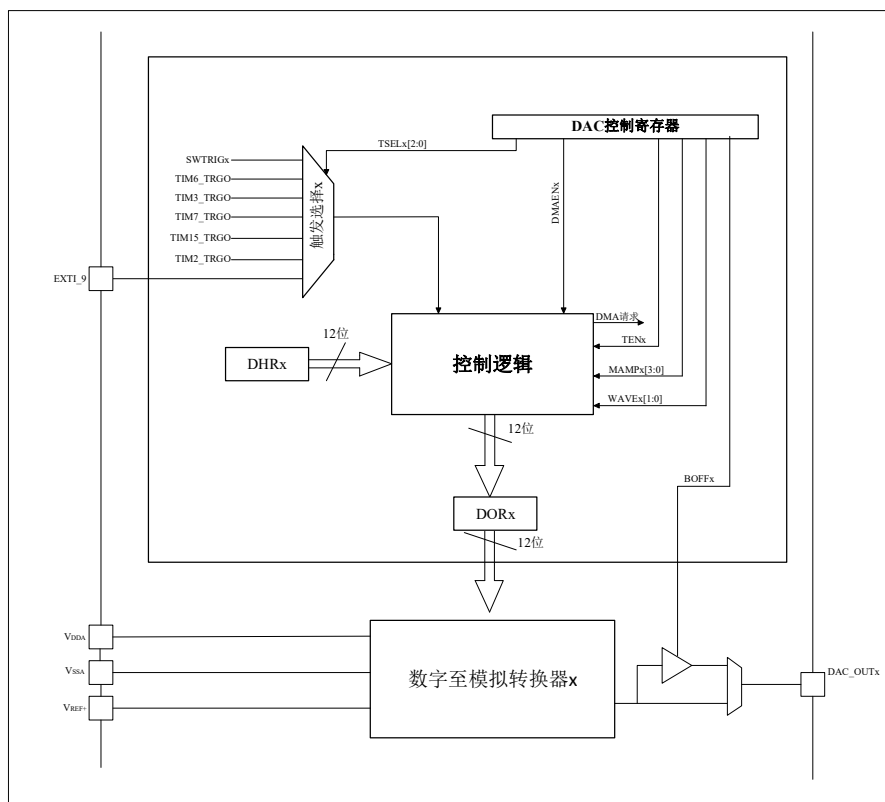 DAC控制寄存器
TSELx[2:0]
SWTRIGx
TIM6_TRGO
TIM3_TRGO
TIM7_TRGO
TIM15_TRGO
TIM2_TRGO
触发选择x
DMAENx
EXTI_9
DMA请求
TENx
MAMPx[3:0]
WAVEx[1:0]
12位
DHRx
控制逻辑
12位
BOFFx
DORx
12位
VDDA
VSSA
VREF+
数字至模拟转换器x
DAC_OUTx